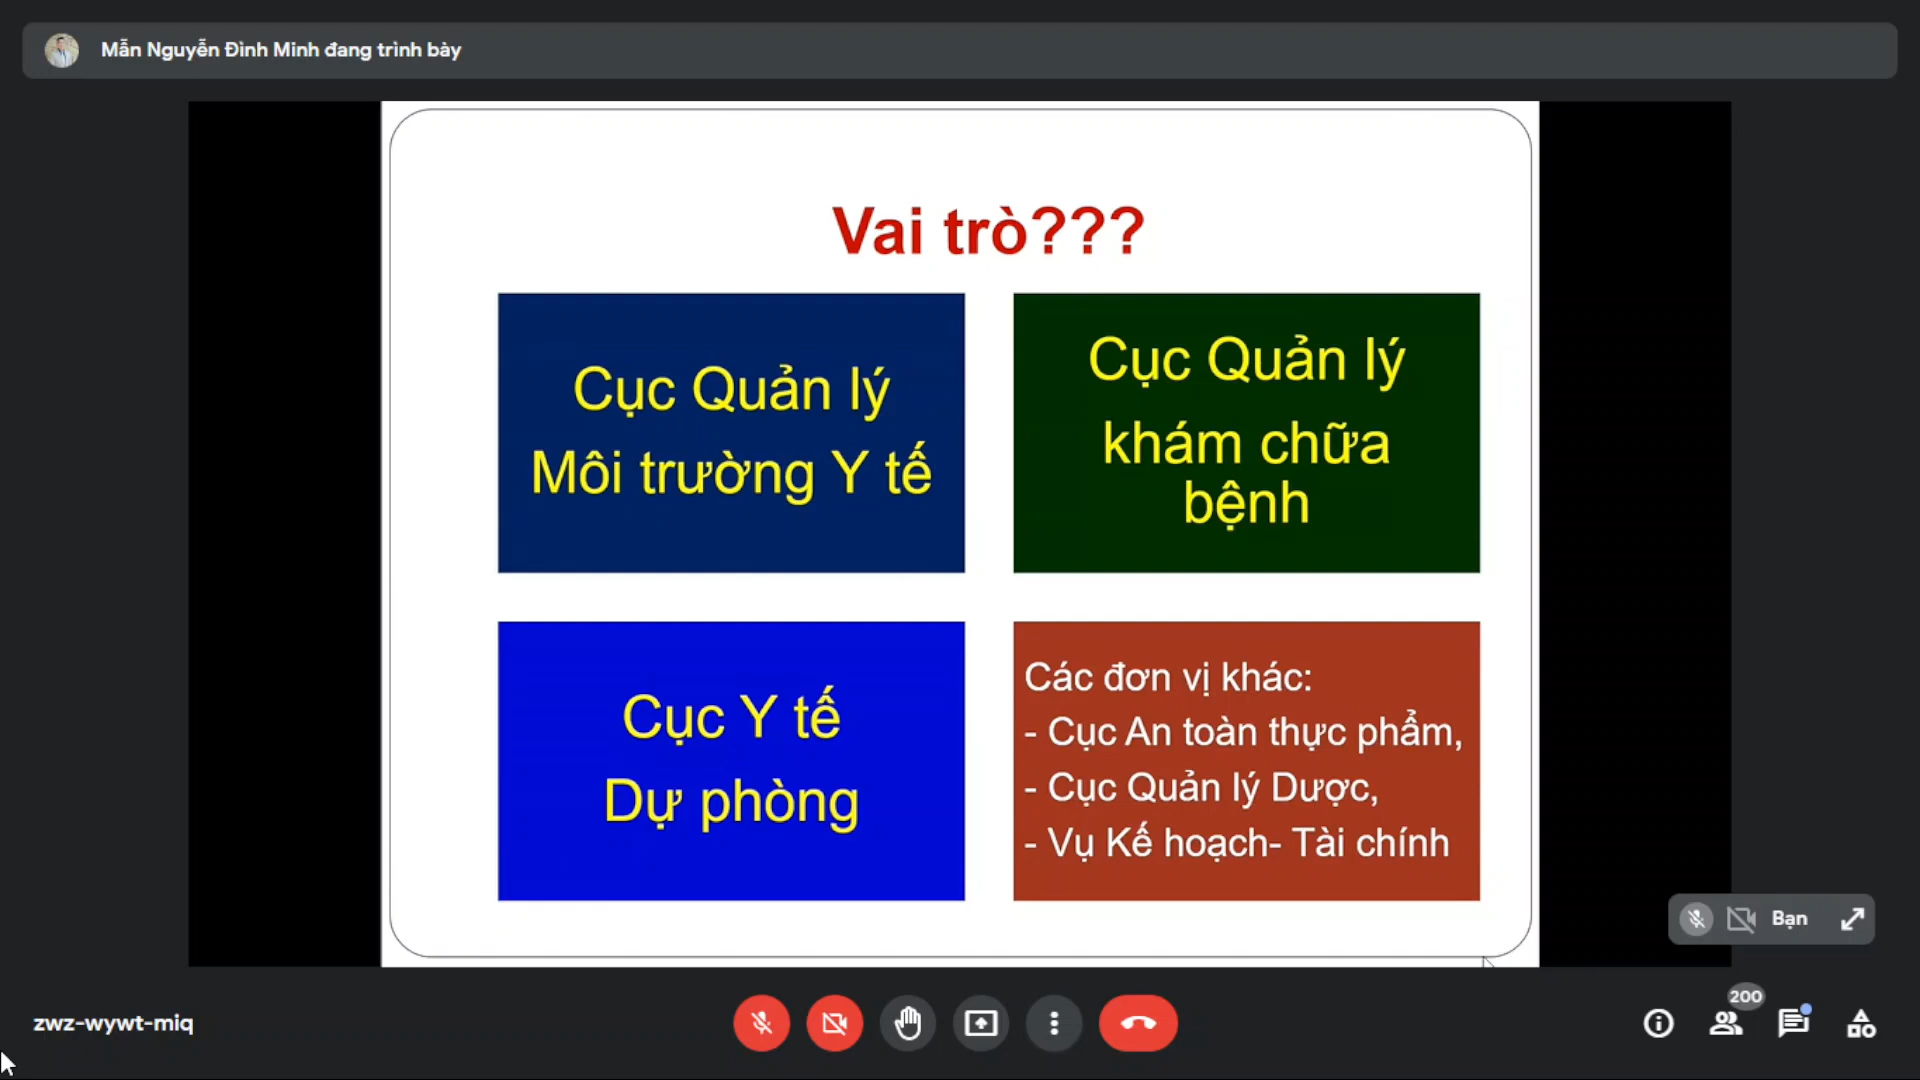 Mẫn Nguyễn Đình Minh đang trình bày
Vai trò???
Cục Quản lý
Môi trường Y tế
Cục Quản lý
khám chữa
bệnh
Cục Y tế
Dự phòng
Các đơn vị khác:
- Cục An toàn thực phẩm,
- Cục Quản lý Dược,
- Vụ Kế hoạch- Tài chính
Bạn
zwz-wywt-miq
200